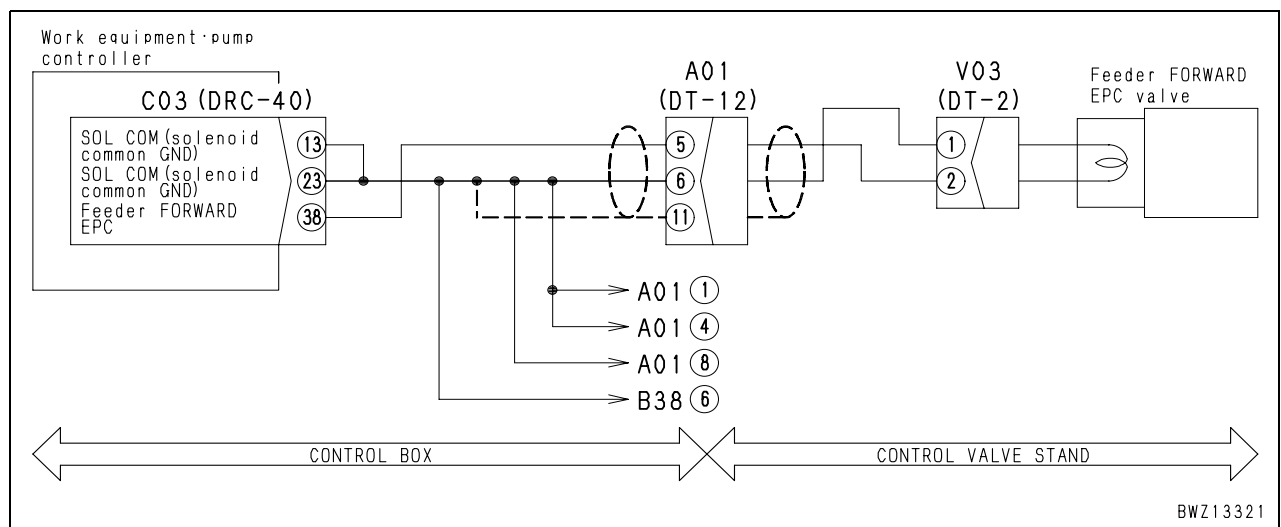 Work equipment·pump
controller
C03 (DRC-40)
SOL COM (solenoid
common GND)
13
SOL COM (solenoid
common GND)
23
Feeder FORWARD
EPC
38
A01
(DT-12)
5
6
11
V03
(DT-2)
1
2
Feeder FORWARD
EPC valve
A01 1
A01 4
A01 8
B38 6
CONTROL BOX
CONTROL VALVE STAND
BWZ13321